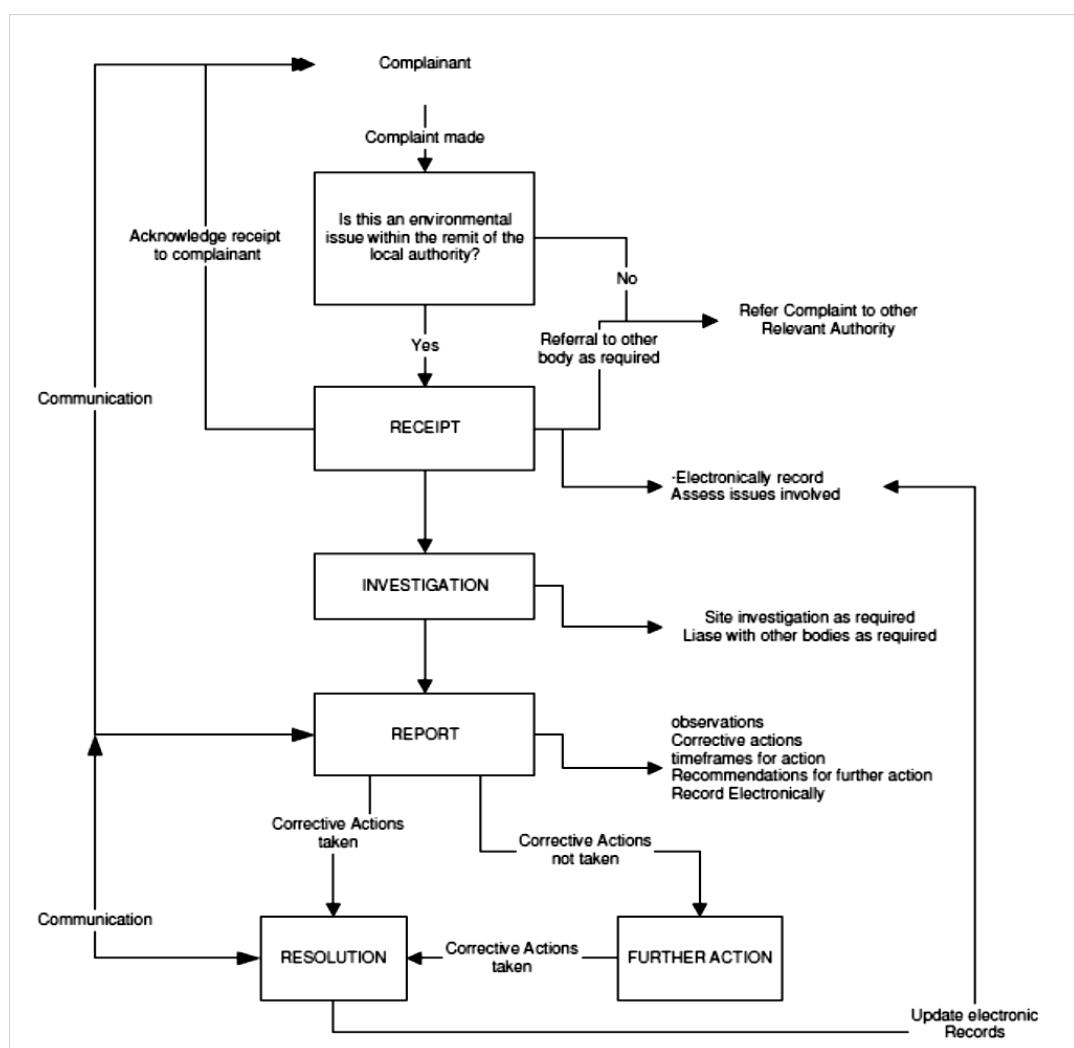 Complainant
Complaint made
Is this an environmental
issue within the remit of the
local authority?
Acknowledge receipt
to complainant
No
Refer Complaint to other
Relevant Authority
Referral to other
body as required
Yes
Communication
RECEIPT
-Electronically record
Assess issues involved
INVESTIGATION
Site investigation as required
Liase with other bodies as required
REPORT
observations
Corrective actions
timeframes for action
Recommendations for further action
Record Electronically
Corrective Actions
taken
Corrective Actions
not taken
Communication
RESOLUTION
Corrective Actions
taken
FURTHER ACTION
Update electronic
Records